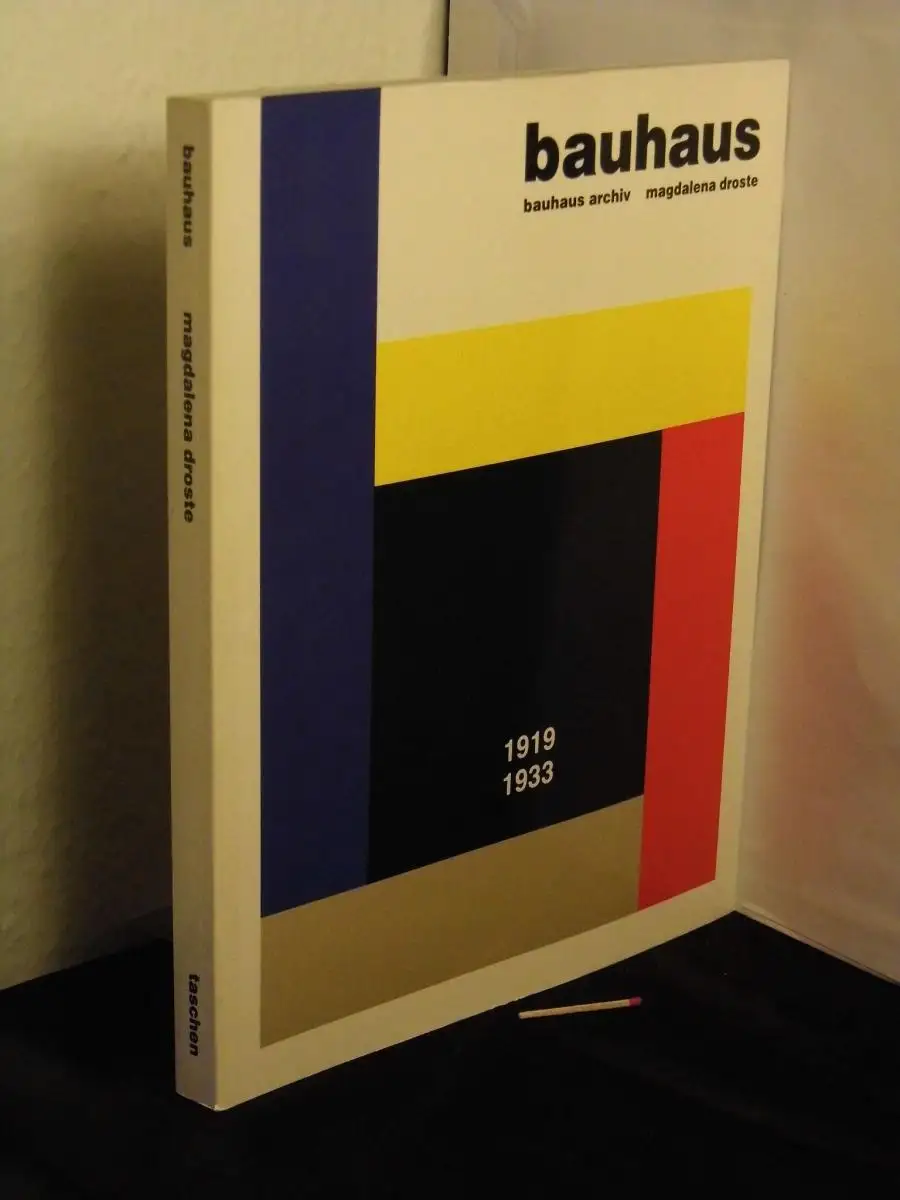 bauhaus
bauhaus archiv magdalena droste
1919
1933
bauhaus magdalena droste taschen